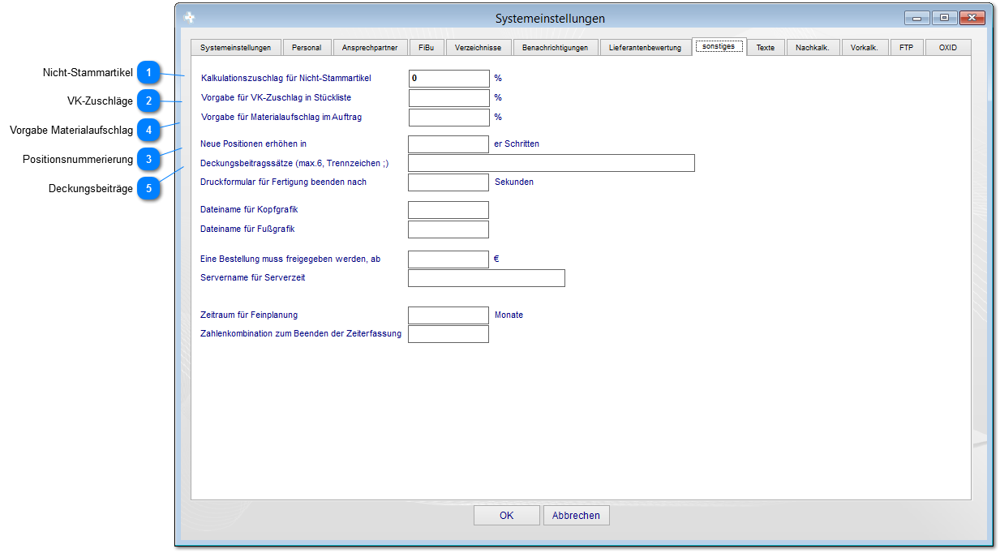 Systemeinstellungen
Systemeinstellungen Personal Ansprechpartner FiBu Verzeichnisse Benachrichtigungen Lieferantenbewertung sonstiges Texte Nachkalk. Vorkalk. FTP OXID
Nicht-Stammartikel 1
VK-Zuschläge 2
Vorgabe Materialaufschlag 4
Positionsnummerierung 3
Deckungsbeiträge 5
Kalkulationszuschlag für Nicht-Stammartikel 0 %
Vorgabe für VK-Zuschlag in Stückliste %
Vorgabe für Materialaufschlag im Auftrag %
Neue Positionen erhöhen in er Schritten
Deckungsbeitragssätze (max.6, Trennzeichen ;)
Druckformular für Fertigung beenden nach Sekunden
Dateiname für Kopfgrafik
Dateiname für Fußgrafik
Eine Bestellung muss freigegeben werden, ab €
Servername für Serverzeit
Zeitraum für Feinplanung Monate
Zahlenkombination zum Beenden der Zeiterfassung
OK Abbrechen